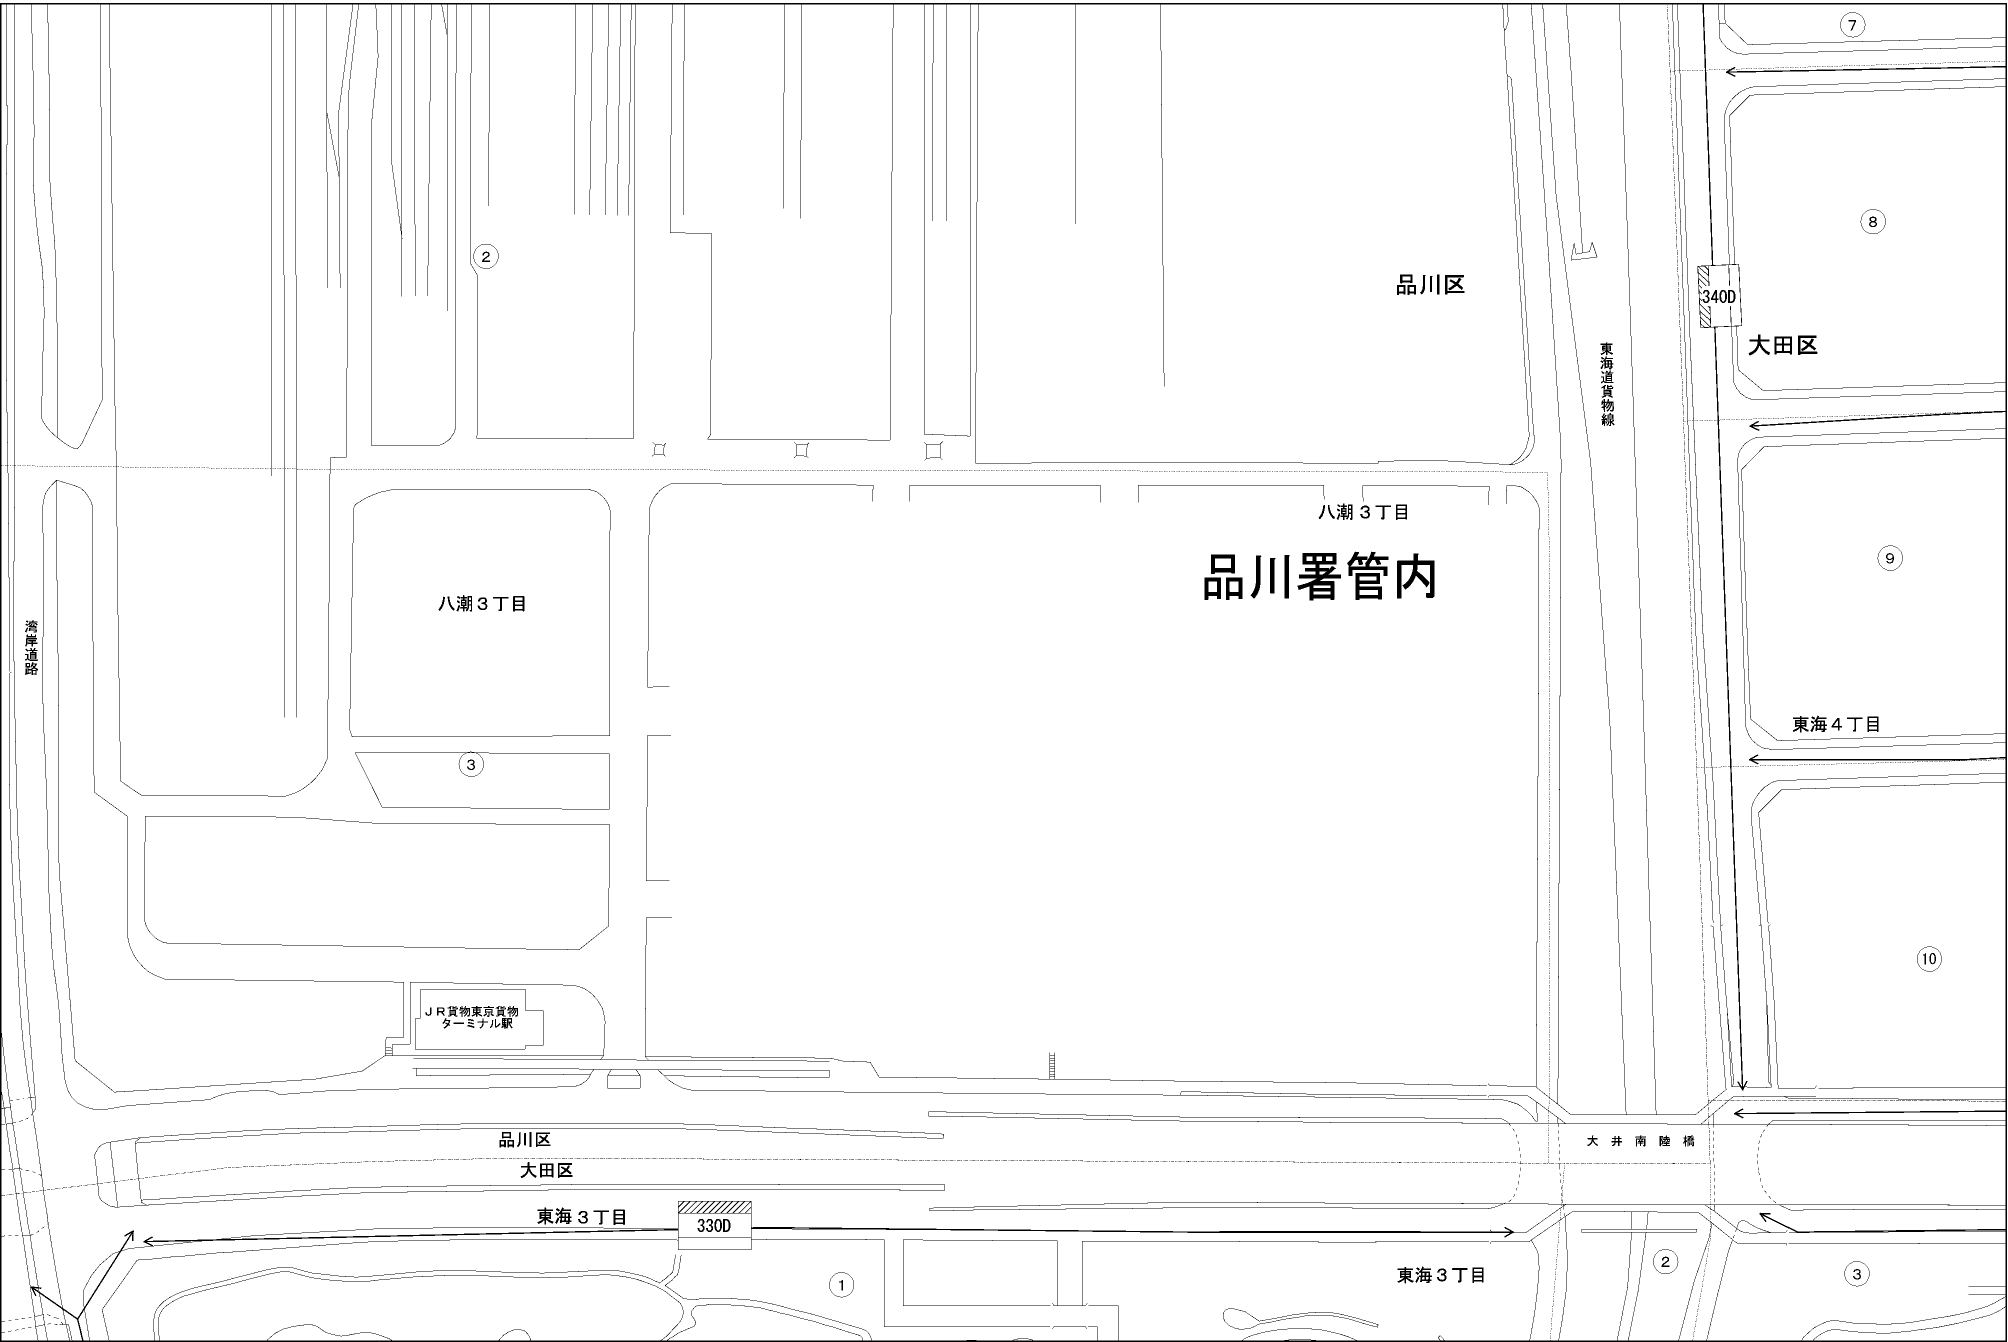 ⑦
⑧
②
品川区
340D
大田区
東海道貨物線
八潮３丁目
品川署管内
⑨
八潮３丁目
湾岸道路
東海４丁目
③
⑩
ＪＲ貨物東京貨物
ターミナル駅
品川区
大井南陸橋
大田区
東海３丁目
330D
①
東海３丁目
②
③